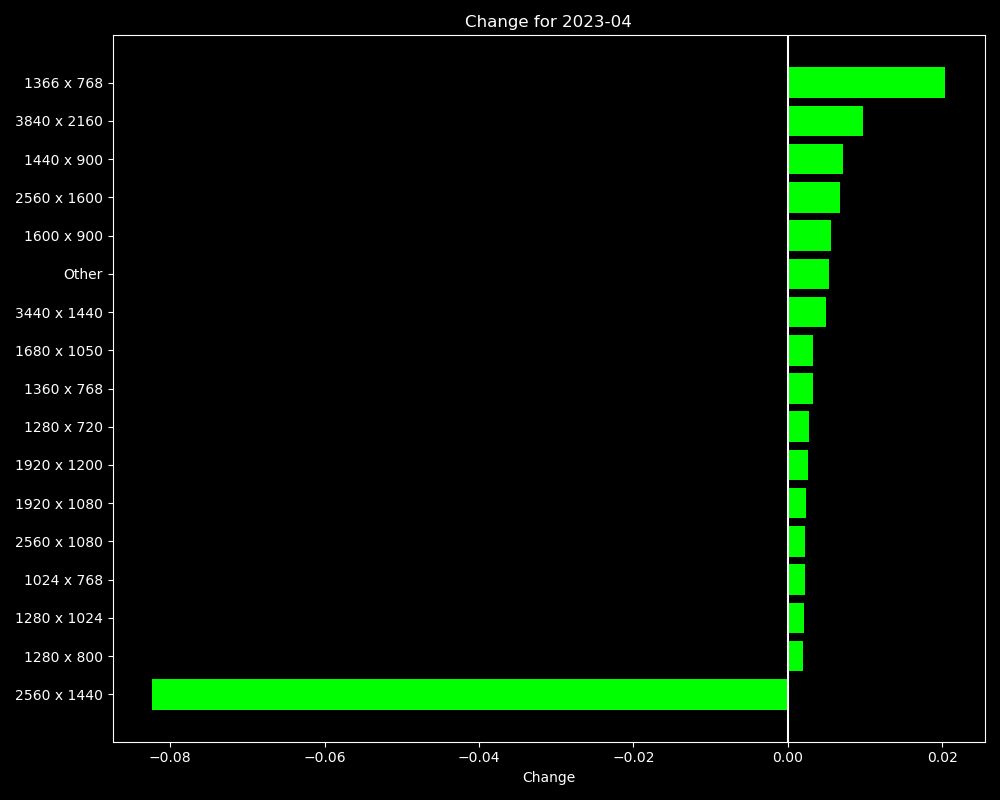 Change for 2023-04
1366 x 768
3840 x 2160
1440 x 900
2560 x 1600
1600 x 900
Other
3440 x 1440
1680 x 1050
1360 x 768
1280 x 720
1920 x 1200
1920 x 1080
2560 x 1080
1024 x 768
1280 x 1024
1280 x 800
2560 x 1440
−0.08 −0.06 −0.04 −0.02 0.00 0.02
Change